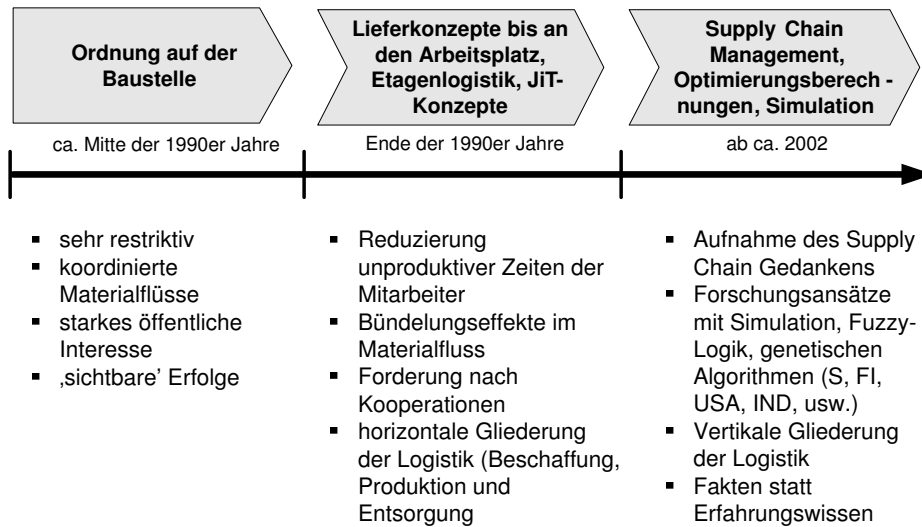 Ordnung auf der
Baustelle
Lieferkonzepte bis an
den Arbeitsplatz,
Etagenlogistik, JiT-
Konzepte
Supply Chain
Management,
Optimierungsberech -
nungen, Simulation
ca. Mitte der 1990er Jahre
Ende der 1990er Jahre
ab ca. 2002
▪ sehr restriktiv
▪ koordinierte
Materialflüsse
▪ starkes öffentliche
Interesse
▪ ‚sichtbare’ Erfolge
▪ Reduzierung
unproduktiver Zeiten der
Mitarbeiter
▪ Bündelungseffekte im
Materialfluss
▪ Forderung nach
Kooperationen
▪ horizontale Gliederung
der Logistik (Beschaffung,
Produktion und
Entsorgung
▪ Aufnahme des Supply
Chain Gedankens
▪ Forschungsansätze
mit Simulation, Fuzzy-
Logik, genetischen
Algorithmen (S, FI,
USA, IND, usw.)
▪ Vertikale Gliederung
der Logistik
▪ Fakten statt
Erfahrungswissen